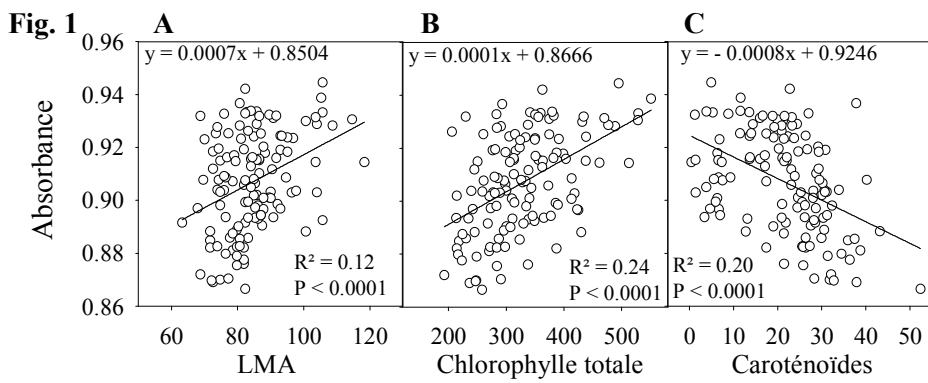 Fig. 1
A
B
C
y = 0.0007x + 0.8504
y = 0.0001x + 0.8666
y = - 0.0008x + 0.9246
Absorbance
0.96
0.94
0.92
0.90
0.88
0.86
R² = 0.12
P < 0.0001
R² = 0.24
P < 0.0001
R² = 0.20
P < 0.0001
60 80 100 120
200 300 400 500
0 10 20 30 40 50
LMA
Chlorophylle totale
Caroténoïdes